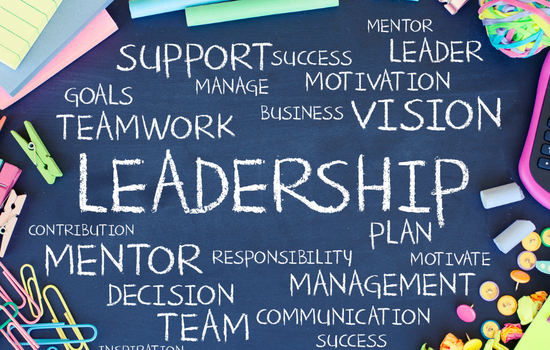 MENTOR
SUPPORT SUCCESS LEADER
MANAGE MOTIVATION
GOALS
BUSINESS VISION
TEAMWORK
LEADERSHIP
CONTRIBUTION PLAN
MENTOR RESPONSIBILITY MOTIVATE
DECISION MANAGEMENT
TEAM COMMUNICATION
SUCCESS
INSPIRATION